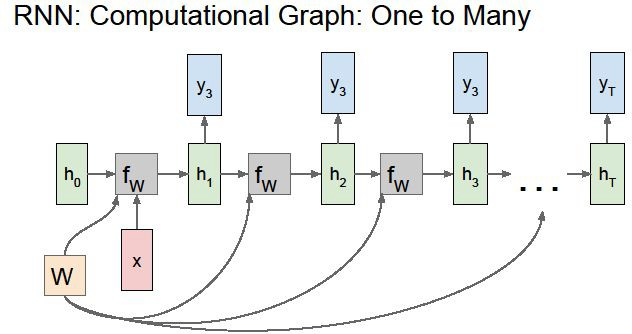 RNN: Computational Graph: One to Many
y3 y3 y3 yT
h0 fW h1 fW h2 fW h3 ... hT
W x